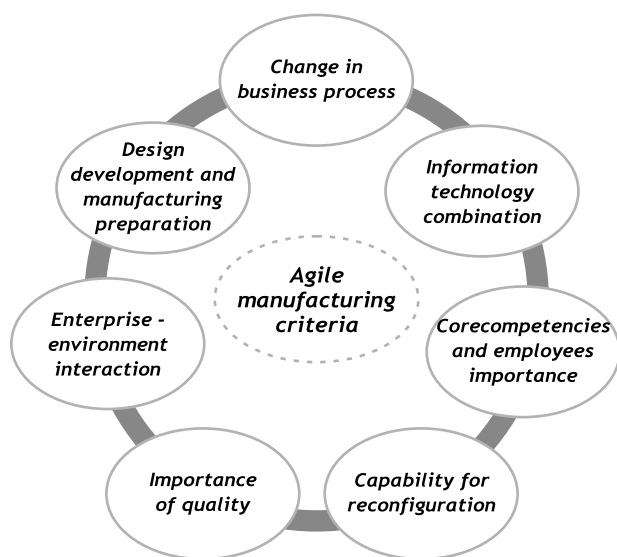 Change in
business process
Information
technology
combination
Corecompetencies
and employees
importance
Capability for
reconfiguration
Importance
of quality
Enterprise -
environment
interaction
Design
development and
manufacturing
preparation
Agile
manufacturing
criteria